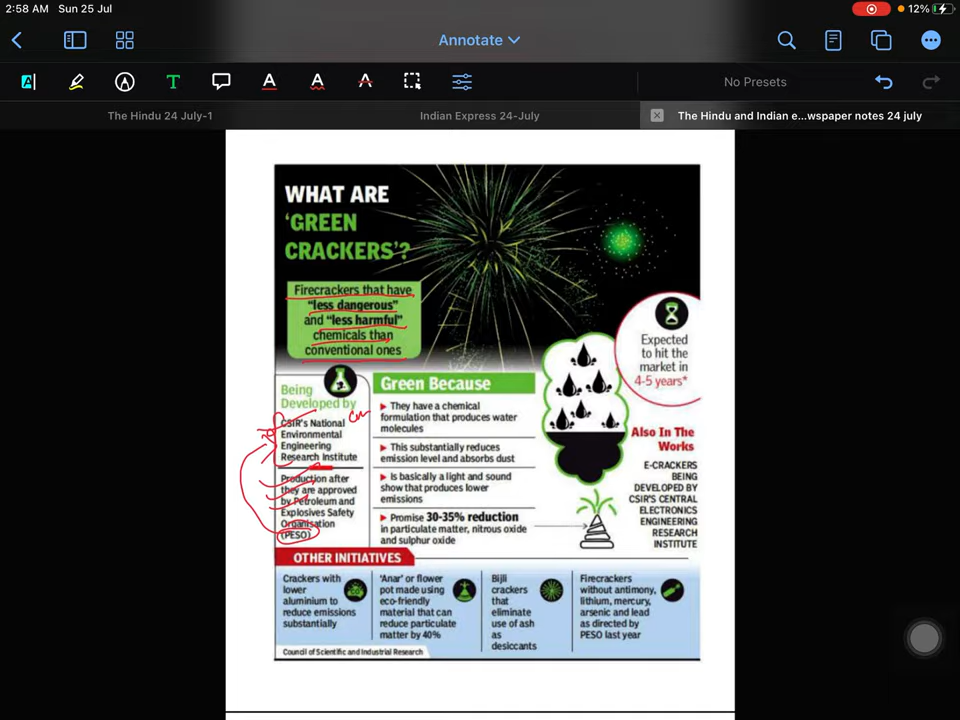 2:58 AM Sun 25 Jul
12%
Annotate
No Presets
The Hindu 24 July-1
Indian Express 24-July
The Hindu and Indian e...wspaper notes 24 july
WHAT ARE
‘GREEN
CRACKERS’?
Firecrackers that have
“less dangerous”
and “less harmful”
chemicals than
conventional ones
Expected
to hit the
market in
4-5 years*
Being
Developed by
CSIR's National
Environmental
Engineering
Research Institute
Production after
they are approved
by Petroleum and
Explosives Safety
Organisation
(PESO)
Green Because
They have a chemical
formulation that produces water
molecules
This substantially reduces
emission level and absorbs dust
Is basically a light and sound
show that produces lower
emissions
Promise 30-35% reduction
in particulate matter, nitrous oxide
and sulphur oxide
Also In The
Works
E-CRACKERS
BEING
DEVELOPED BY
CSIR'S CENTRAL
ELECTRONICS
ENGINEERING
RESEARCH
INSTITUTE
OTHER INITIATIVES
Crackers with
lower
aluminium to
reduce emissions
substantially
‘Anar’ or flower
pot made using
eco-friendly
material that can
reduce particulate
matter by 40%
Bijli
crackers
that
eliminate
use of ash
as
desiccants
Firecrackers
without antimony,
lithium, mercury,
arsenic and lead
as directed by
PESO last year
Council of Scientific and Industrial Research